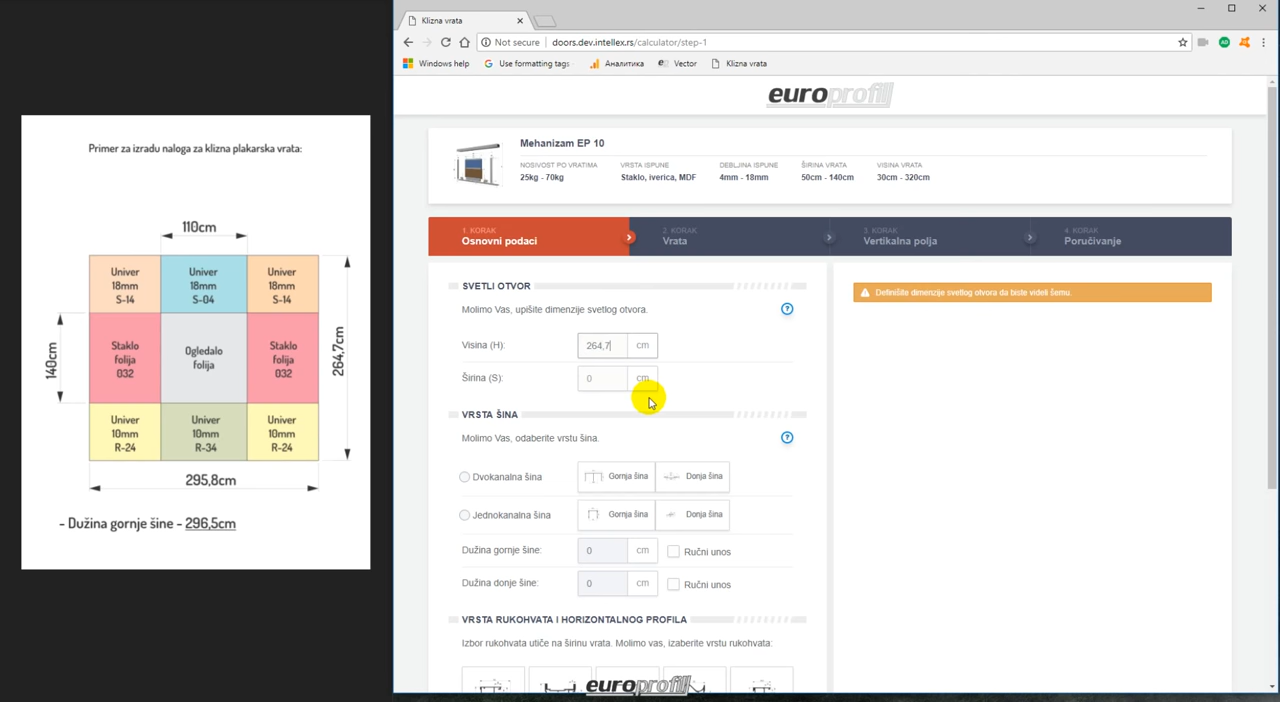 Primer za izradu naloga za klizna plakarska vrata:
110cm
Univer
18mm
S-14
Univer
18mm
S-04
Univer
18mm
S-14
140cm
Staklo
folija
032
Ogledalo
folija
Staklo
folija
032
264,7cm
Univer
10mm
R-24
Univer
10mm
R-34
Univer
10mm
R-24
295,8cm
- Dužina gornje šine - 296,5cm
Klizna vrata
Not secure
doors.dev.intellex.rs/calculator/step-1
Windows help
Use formatting tags
Аналитика
Vector
Klizna vrata
europrofil
Mehanizam EP 10
NOSIVOST PO VRATIMA
25kg - 70kg
VRSTA ISPUNE
Staklo, iverica, MDF
DEBLJINA ISPUNE
4mm - 18mm
ŠIRINA VRATA
50cm - 140cm
VISINA VRATA
30cm - 320cm
1. KORAK
Osnovni podaci
2. KORAK
Vrata
3. KORAK
Vertikalna polja
4. KORAK
Poručivanje
SVETLI OTVOR
Molimo Vas, upišite dimenzije svetlog otvora.
Visina (H): 264,7 cm
Širina (S): 0 cm
VRSTA ŠINA
Molimo Vas, odaberite vrstu šina.
Dvokanalna šina Gornja šina Donja šina
Jednokanalna šina Gornja šina Donja šina
Dužina gornje šine: 0 cm Ručni unos
Dužina donje šine: 0 cm Ručni unos
VRSTA RUKOHVATA I HORIZONTALNOG PROFILA
Izbor rukohvata utiče na širinu vrata. Molimo vas, izaberite vrstu rukohvata:
Definišite dimenzije svetlog otvora da biste videli šemu.
europrofil